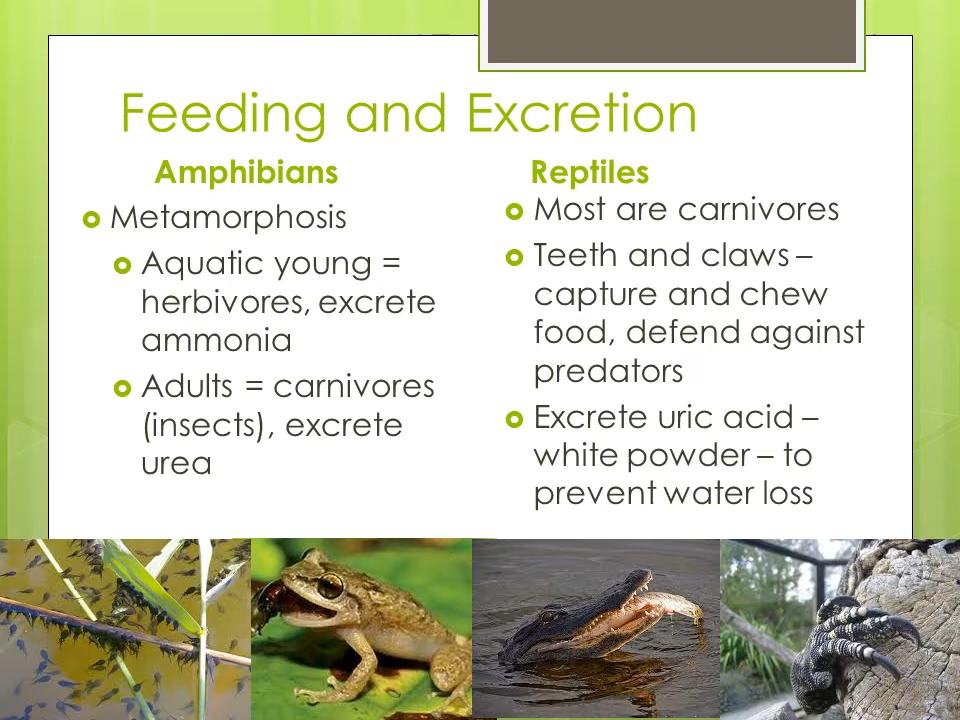 Feeding and Excretion
Amphibians
Metamorphosis
Aquatic young =
herbivores, excrete
ammonia
Adults = carnivores
(insects), excrete
urea
Reptiles
Most are carnivores
Teeth and claws –
capture and chew
food, defend against
predators
Excrete uric acid –
white powder – to
prevent water loss